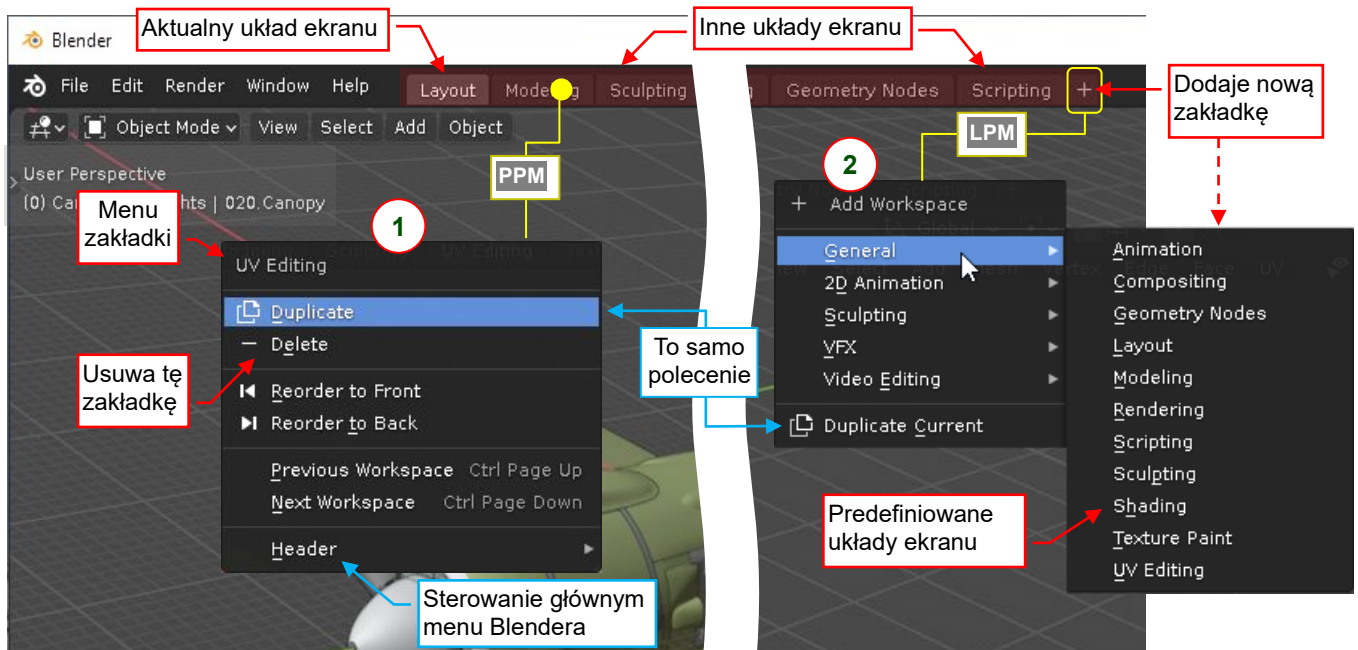 Blender
Aktualny układ ekranu
Inne układy ekranu
File Edit Render Window Help
Layout
Sculpting
Geometry Nodes
Scripting
+
Dodaje nową
zakładkę
Object Mode View Select Add Object
User Perspective
(0) | 020.Canopy
PPM
LPM
Menu
zakładki
1
UV Editing
Duplicate
Delete
Reorder to Front
Reorder to Back
Previous Workspace Ctrl Page Up
Next Workspace Ctrl Page Down
Header
Usuwa tę
zakładkę
Sterowanie głównym
menu Blendera
To samo
polecenie
2
+ Add Workspace
General
2D Animation
Sculpting
VFX
Video Editing
Duplicate Current
Animation
Compositing
Geometry Nodes
Layout
Modeling
Rendering
Scripting
Sculpting
Shading
Texture Paint
UV Editing
Predefiniowane
układy ekranu